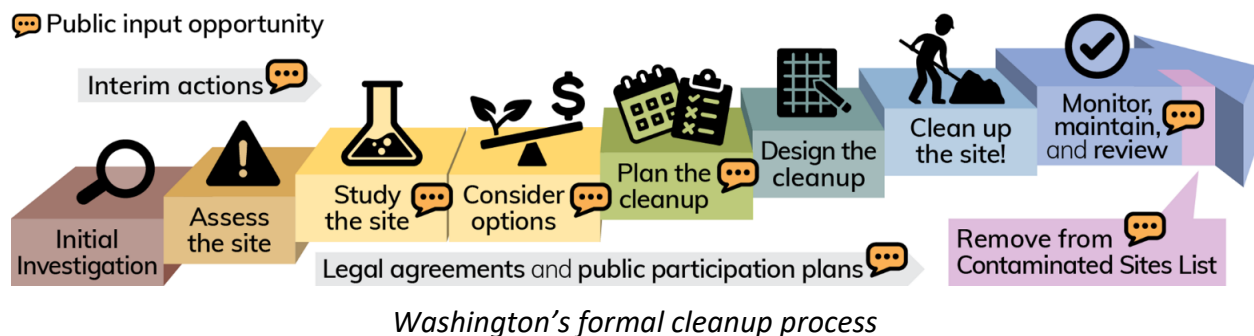 Public input opportunity
Interim actions
Initial
Investigation
Assess
the site
Study
the site
Consider
options
Plan the
cleanup
Design the
cleanup
Clean up
the site!
Monitor,
maintain,
and review
Legal agreements and public participation plans
Remove from
Contaminated Sites List
Washington’s formal cleanup process